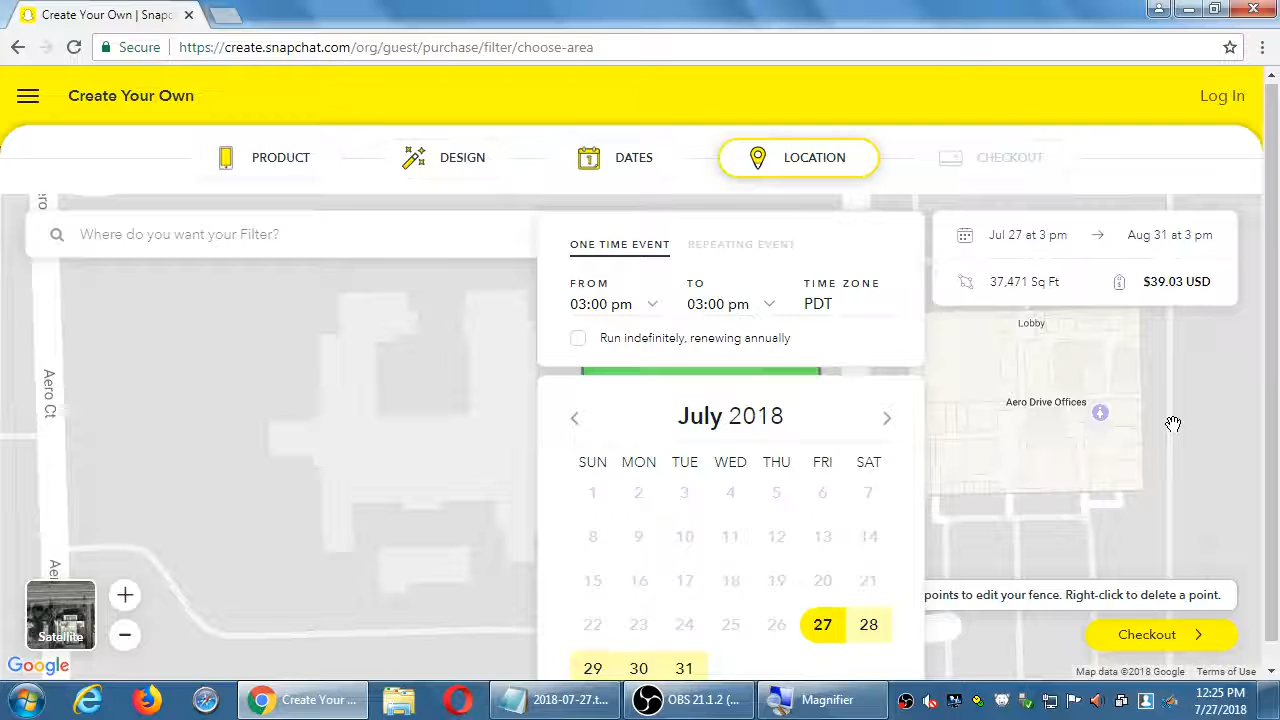 Create Your Own | Snapc
Secure
https://create.snapchat.com/org/guest/purchase/filter/choose-area
Create Your Own
Log In
PRODUCT
DESIGN
DATES
LOCATION
CHECKOUT
Where do you want your Filter?
ONE TIME EVENT
REPEATING EVENT
FROM
TO
TIME ZONE
03:00 pm
03:00 pm
PDT
Run indefinitely, renewing annually
Jul 27 at 3 pm → Aug 31 at 3 pm
37,471 Sq Ft
$39.03 USD
Lobby
Aero Drive Offices
Aero Ct
July 2018
SUN MON TUE WED THU FRI SAT
1 2 3 4 5 6 7
8 9 10 11 12 13 14
15 16 17 18 19 20 21
22 23 24 25 26 27 28
29 30 31
points to edit your fence. Right-click to delete a point.
Checkout
Satellite
Google
Map data ©2018 Google
Terms of Use
Create Your ...
2018-07-27.t...
OBS 21.1.2 (...
Magnifier
12:25 PM
7/27/2018